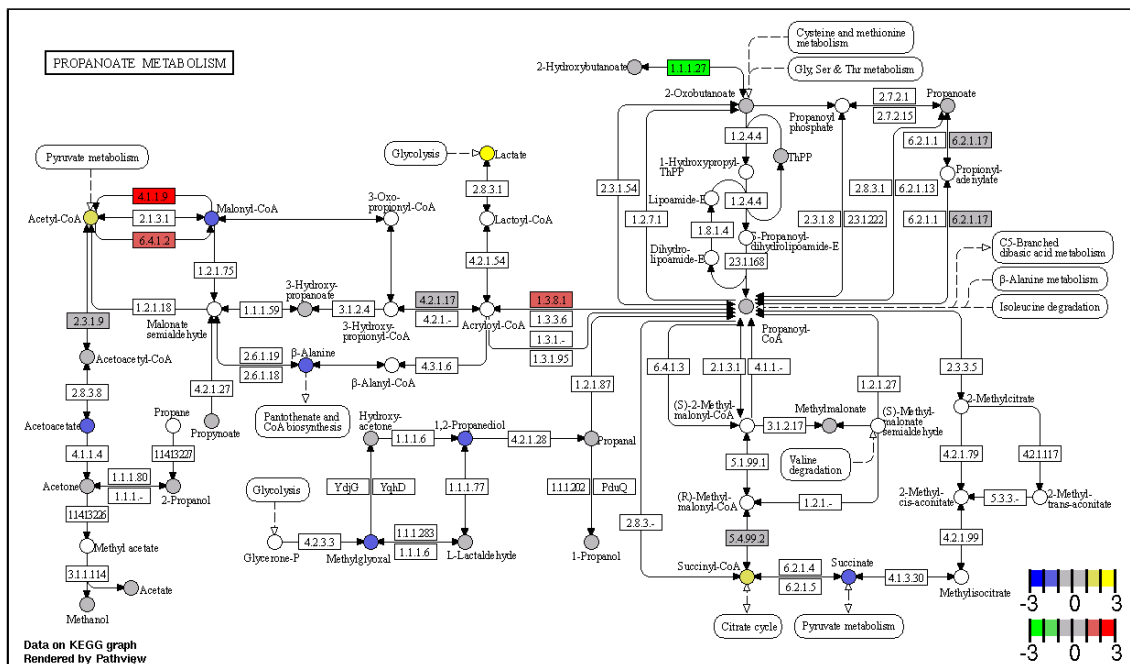 PROPANOATE METABOLISM
Cysteine and methionine
metabolism
Gly, Ser & Thr metabolism
2-Hydroxybutanoate
1.1.1.27
2-Oxobutanoate
Propanoyl
phosphate
2.7.2.1
2.7.2.15
Propanoate
1.2.4.4
ThPP
6.2.1.1
6.2.1.17
1-Hydroxypropyl-
ThPP
Propionyl-
adenylate
Pyruvate metabolism
Glycolysis
Lactate
2.8.3.1
Lactoyl-CoA
4.2.1.54
Acetyl-CoA
4.1.1.9
2.1.3.1
6.4.1.2
Malonyl-CoA
3-Oxo-
propionyl-CoA
2.3.1.54
1.2.7.1
Lipoamide-E
1.2.4.4
1.8.1.4
S-Propanoyl-
dihydrolipoamide-E
Dihydro-
lipoamide-E
2.3.1.168
2.8.3.1
6.2.1.13
2.3.1.8
2.3.1.222
6.2.1.1
6.2.1.17
C5-Branched
dibasic acid metabolism
β-Alanine metabolism
Isoleucine degradation
1.2.1.75
1.2.1.18
Malonate
semialdehyde
1.1.1.59
3-Hydroxy-
propanoate
3.1.2.4
3-Hydroxy-
propionyl-CoA
4.2.1.17
4.2.1.-
Acryloyl-CoA
1.3.8.1
1.3.3.6
1.3.1.-
1.3.1.95
Propanoyl-
CoA
2.3.1.9
Acetoacetyl-CoA
2.6.1.19
2.6.1.18
β-Alanine
β-Alanyl-CoA
4.3.1.6
2.8.3.8
4.2.1.27
Propynoate
Pantothenate and
CoA biosynthesis
1.2.1.87
6.4.1.3
2.1.3.1
4.1.1.-
1.2.1.27
2.3.3.5
Acetoacetate
Propane
Hydroxy-
acetone
1.1.1.6
1,2-Propanediol
4.2.1.28
Propanal
(S)-2-Methyl-
malonyl-CoA
3.1.2.17
Methylmalonate
(S)-Methyl-
malonate
semialdehyde
2-Methylcitrate
4.1.1.4
1.14.13.227
Acetone
1.1.1.80
1.1.1.-
2-Propanol
Glycolysis
YdjG
YqhD
1.1.1.77
1.1.1.202
PduQ
5.1.99.1
Valine
degradation
4.2.1.79
4.2.1.117
1.14.13.226
(R)-Methyl-
malonyl-CoA
1.2.1.-
2-Methyl-
cis-aconitate
5.3.3.-
2-Methyl-
trans-aconitate
Methyl acetate
Glycerone-P
4.2.3.3
Methylglyoxal
1.1.1.283
1.1.1.6
L-Lactaldehyde
1-Propanol
2.8.3.-
5.4.99.2
4.2.1.99
3.1.1.114
Acetate
Methanol
Succinyl-CoA
6.2.1.4
6.2.1.5
Succinate
4.1.3.30
Methylisocitrate
Citrate cycle
Pyruvate metabolism
-3 0 3
-3 0 3
Data on KEGG graph
Rendered by Pathview